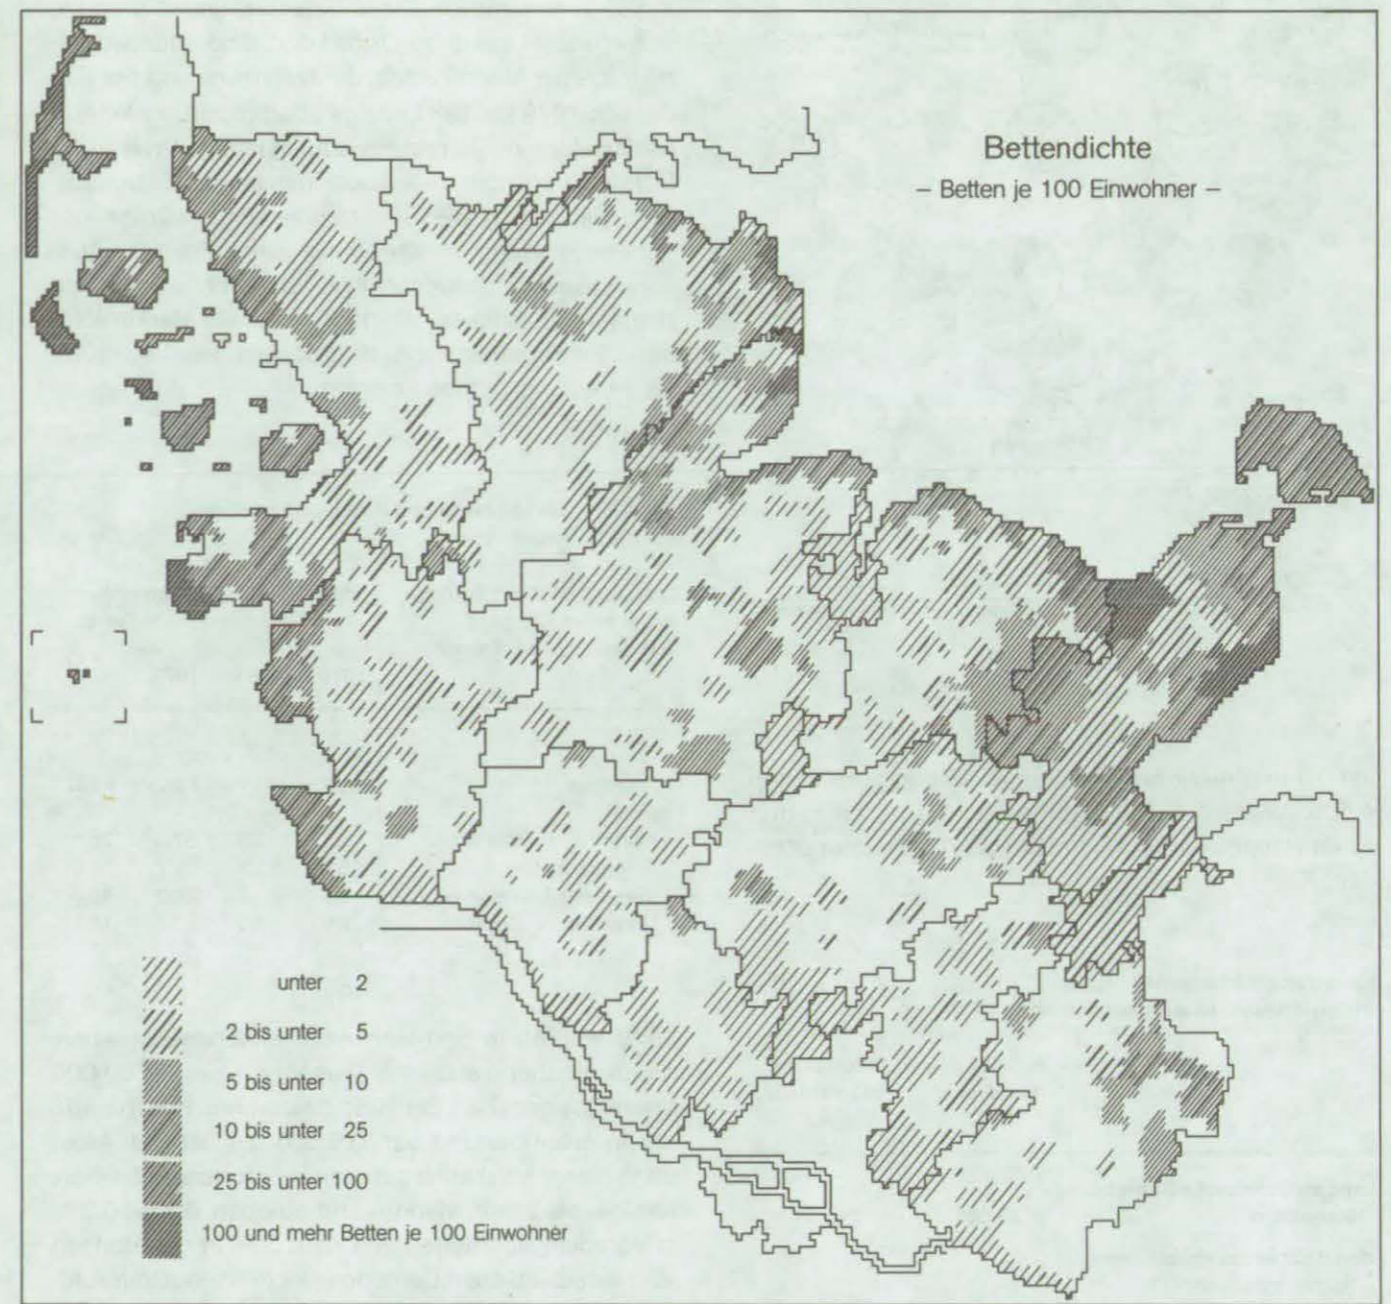 Bettendichte
– Betten je 100 Einwohner –
unter 2
2 bis unter 5
5 bis unter 10
10 bis unter 25
25 bis unter 100
100 und mehr Betten je 100 Einwohner